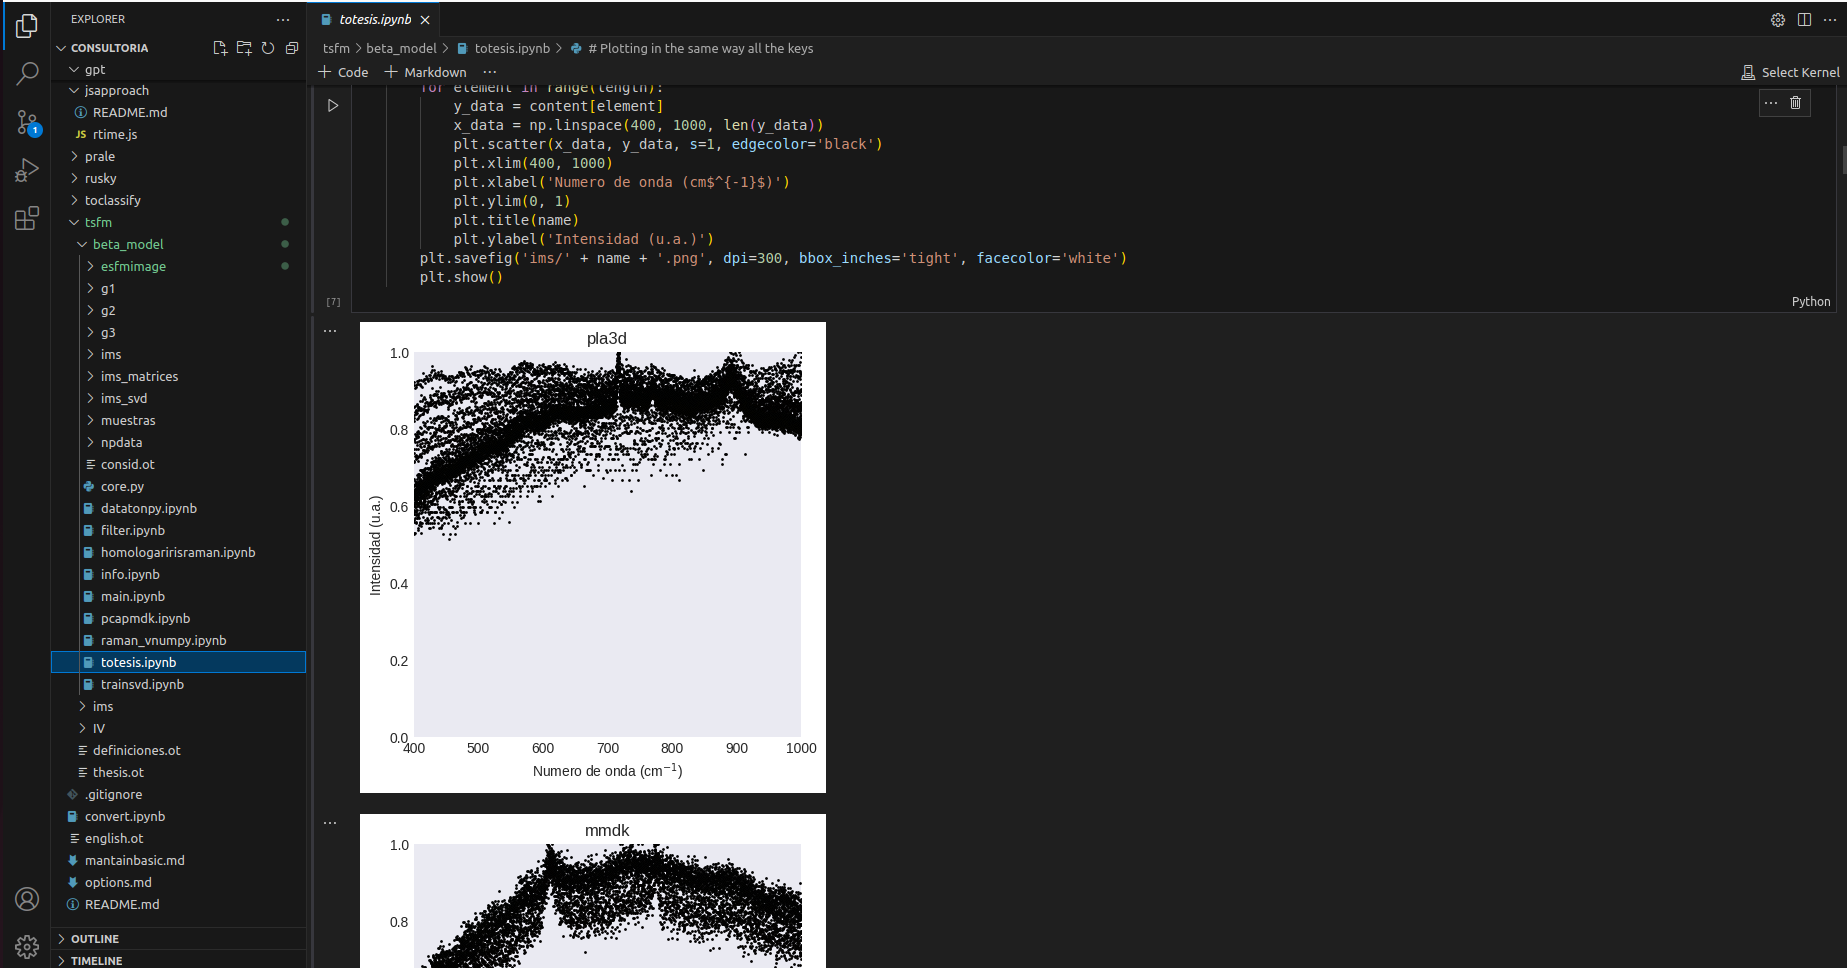 EXPLORER
CONSULTORIA
gpt
jsapproach
README.md
JS rtime.js
prale
rusky
toclassify
tsfm
beta_model
esfmimage
g1
g2
g3
ims
ims_matrices
ims_svd
muestras
npdata
consid.ot
core.py
datatonpy.ipynb
filter.ipynb
homologaririsraman.ipynb
info.ipynb
main.ipynb
pcapmdk.ipynb
raman_vnumpy.ipynb
totesis.ipynb
trainsvd.ipynb
ims
IV
definiciones.ot
thesis.ot
.gitignore
convert.ipynb
english.ot
mantainbasic.md
options.md
README.md
OUTLINE
TIMELINE
1
totesis.ipynb
tsfm > beta_model > totesis.ipynb > # Plotting in the same way all the keys
+ Code + Markdown ...
Select Kernel
for element in range(length):
y_data = content[element]
x_data = np.linspace(400, 1000, len(y_data))
plt.scatter(x_data, y_data, s=1, edgecolor='black')
plt.xlim(400, 1000)
plt.xlabel('Numero de onda (cm$^{-1}$)')
plt.ylim(0, 1)
plt.title(name)
plt.ylabel('Intensidad (u.a.)')
plt.savefig('ims/' + name + '.png', dpi=300, bbox_inches='tight', facecolor='white')
plt.show()
[7]
Python
pla3d
1.0
0.8
0.6
0.4
0.2
0.0
Intensidad (u.a.)
400 500 600 700 800 900 1000
Numero de onda (cm⁻¹)
mmdk
1.0
0.8